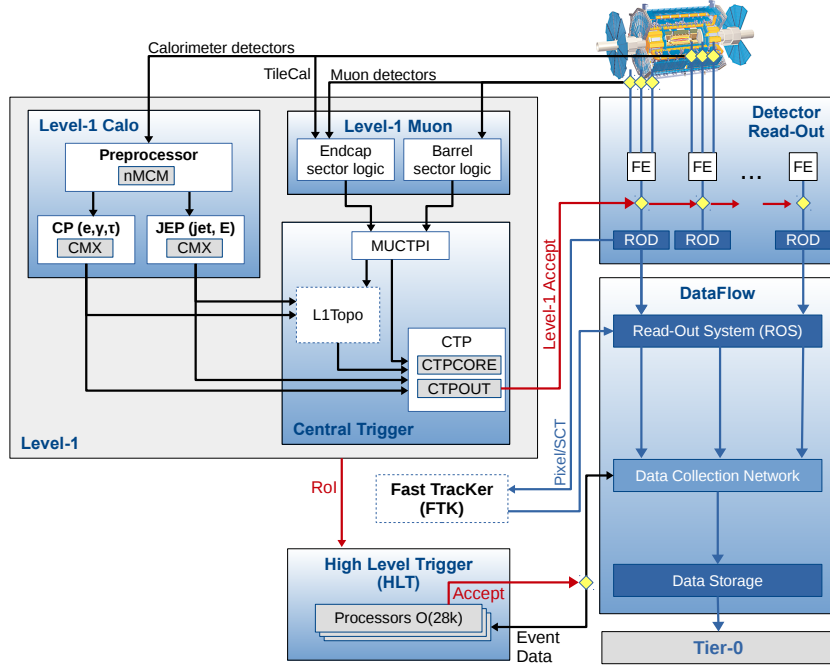 Calorimeter detectors
TileCal
Muon detectors
Level-1 Calo
Preprocessor
nMCM
CP (e,γ,τ)
CMX
JEP (jet, E)
CMX
Level-1 Muon
Endcap
sector logic
Barrel
sector logic
MUCTPI
L1Topo
CTP
CTPCORE
CTPOUT
Central Trigger
Level-1
Level-1 Accept
Detector
Read-Out
FE
FE
...
FE
ROD
ROD
ROD
DataFlow
Read-Out System (ROS)
Data Collection Network
Data Storage
Tier-0
Pixel/SCT
RoI
Fast TracKer
(FTK)
High Level Trigger
(HLT)
Accept
Processors O(28k)
Event
Data